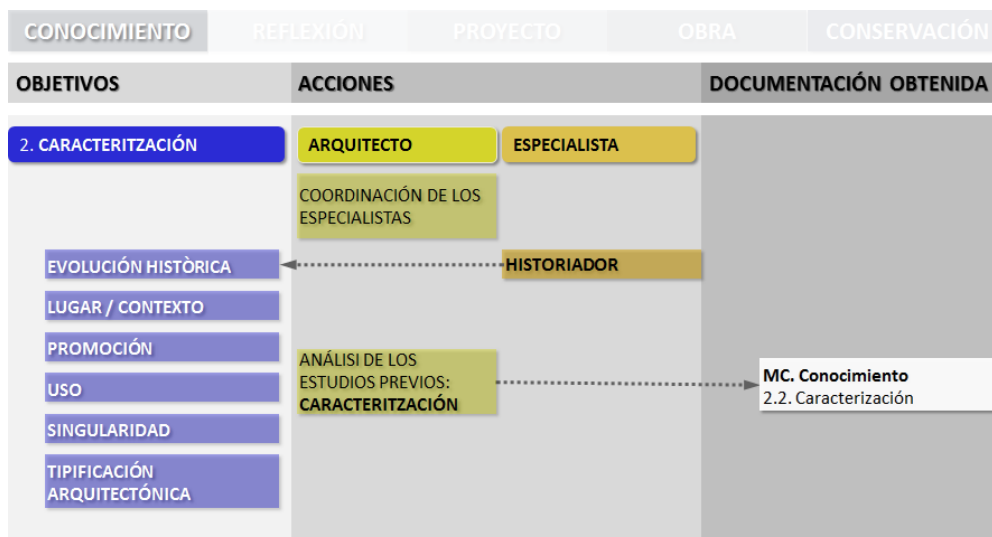 CONOCIMIENTO REFLEXIÓN PROYECTO OBRA CONSERVACIÓN
OBJETIVOS ACCIONES DOCUMENTACIÓN OBTENIDA
2. CARACTERITZACIÓN ARQUITECTO ESPECIALISTA
COORDINACIÓN DE LOS
ESPECIALISTAS
EVOLUCIÓN HISTÒRICA HISTORIADOR
LUGAR / CONTEXTO
PROMOCIÓN
USO
SINGULARIDAD
TIPIFICACIÓN
ARQUITECTÓNICA
ANÁLISI DE LOS
ESTUDIOS PREVIOS:
CARACTERITZACIÓN
MC. Conocimiento
2.2. Caracterización